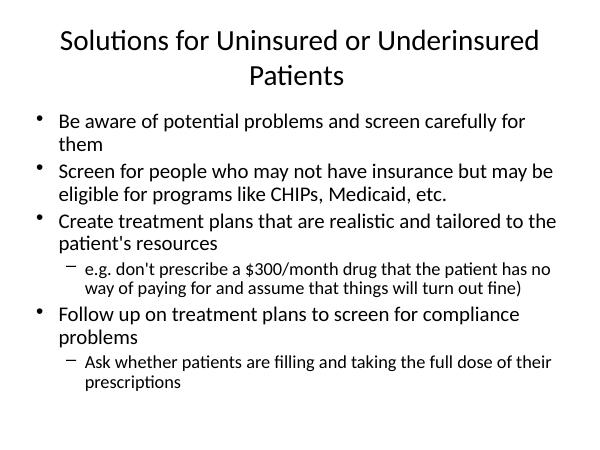 Solutions for Uninsured or Underinsured
Patients
• Be aware of potential problems and screen carefully for
them
• Screen for people who may not have insurance but may be
eligible for programs like CHIPs, Medicaid, etc.
• Create treatment plans that are realistic and tailored to the
patient's resources
– e.g. don't prescribe a $300/month drug that the patient has no
way of paying for and assume that things will turn out fine)
• Follow up on treatment plans to screen for compliance
problems
– Ask whether patients are filling and taking the full dose of their
prescriptions